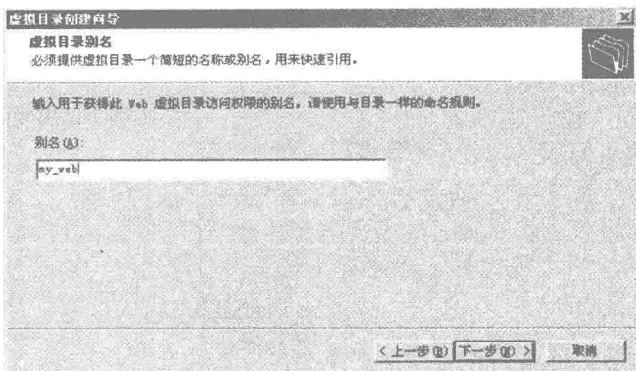 虚拟目录创建向导
虚拟目录别名
必须提供虚拟目录一个简短的名称或别名，用来快速引用。
输入用于获得此 Web 虚拟目录访问权限的别名。请使用与目录一样的命名规则。
别名(A):
my_web
<上一步(B) 下一步(N)> 取消